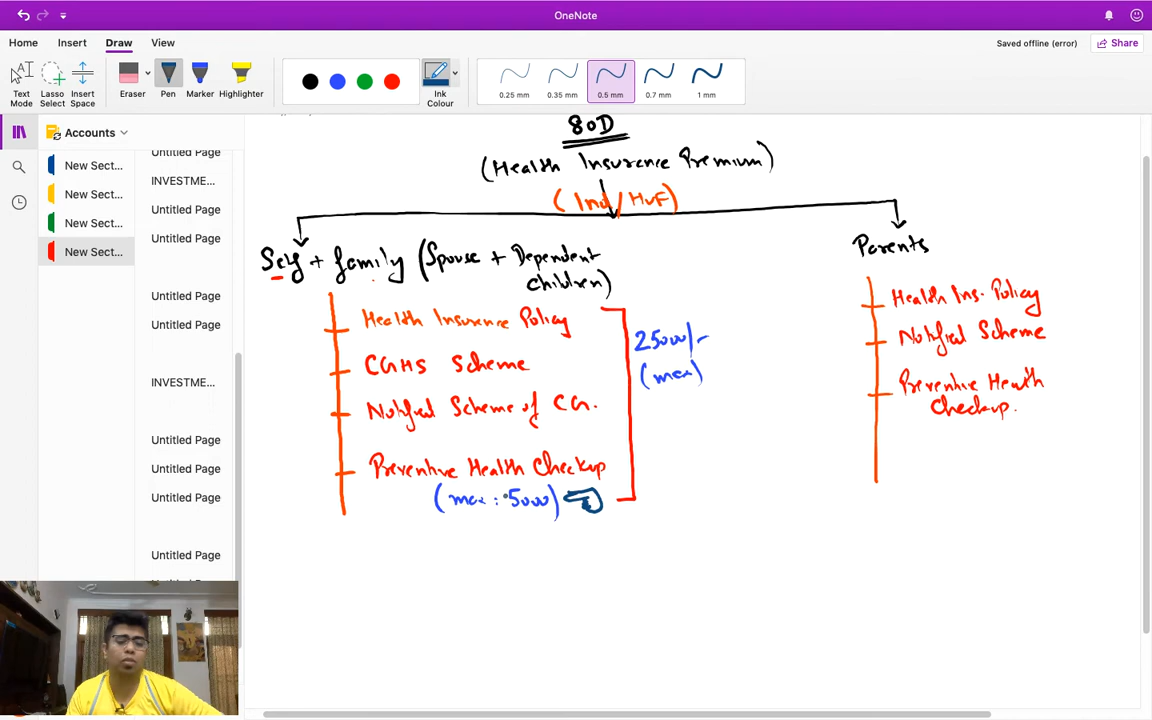 OneNote
Home Insert Draw View
Saved offline (error)
Share
Text Mode
Lasso Select
Insert Space
Eraser
Pen
Marker
Highlighter
Ink Colour
0.25 mm
0.35 mm
0.5 mm
0.7 mm
1 mm
Accounts
New Sect...
New Sect...
New Sect...
New Sect...
Untitled Page
INVESTME...
Untitled Page
Untitled Page
Untitled Page
Untitled Page
INVESTME...
Untitled Page
Untitled Page
Untitled Page
Untitled Page
80D
(Health Insurance Premium)
(Ind/HUF)
Self + family (Spouse + Dependent
children)
Health Insurance Policy
CGHS Scheme
Notified Scheme of CG.
Preventive Health Checkup
(max: 5000)
25000/-
(max)
Parents
Health Ins. Policy
Notified Scheme
Preventive Health
Checkup.